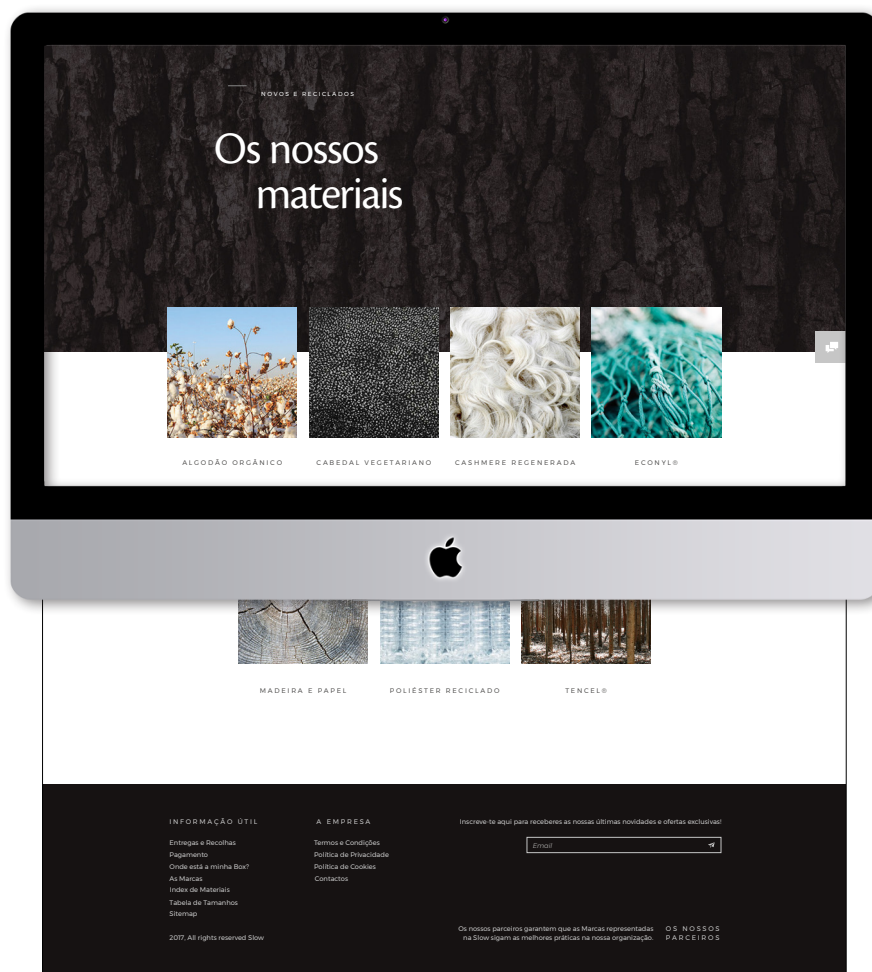 NOVOS E RECICLADOS
Os nossos
materiais
ALGODÃO ORGÂNICO
CABEDAL VEGETARIANO
CASHMERE REGENERADA
ECONYL®
MADEIRA E PAPEL
POLIÉSTER RECICLADO
TENCEL®
INFORMAÇÃO ÚTIL
Entregas e Recolhas
Pagamento
Onde está a minha Box?
As Marcas
Index de Materiais
Tabela de Tamanhos
Sitemap
2017, All rights reserved Slow
A EMPRESA
Termos e Condições
Política de Privacidade
Política de Cookies
Contactos
Inscreve-te aqui para receberes as nossas últimas novidades e ofertas exclusivas!
Email
Os nossos parceiros garantem que as Marcas representadas
na Slow sigam as melhores práticas na nossa organização.
OS NOSSOS
PARCEIROS